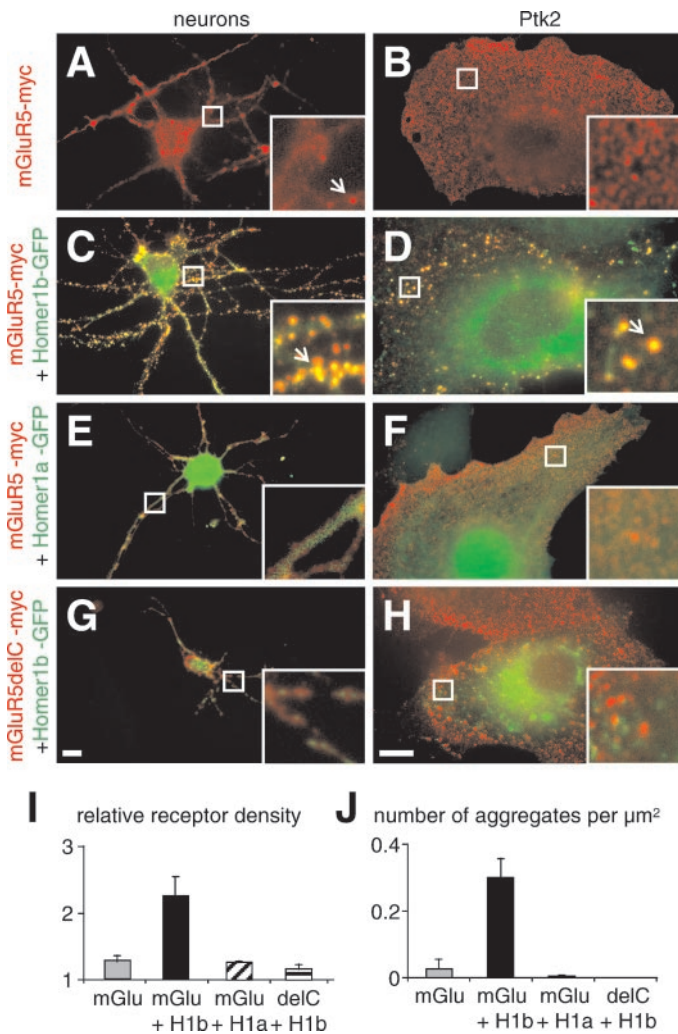 neurons Ptk2
A B
mGluR5-myc
C D
mGluR5-myc
+ Homer1b-GFP
E F
mGluR5 -myc
+ Homer1a -GFP
G H
mGluR5delC -myc
+Homer1b -GFP
I relative receptor density
3
2
1
mGlu mGlu mGlu delC
+ H1b + H1a + H1b
J number of aggregates per µm²
0.4
0.2
0
mGlu mGlu mGlu delC
+ H1b + H1a + H1b